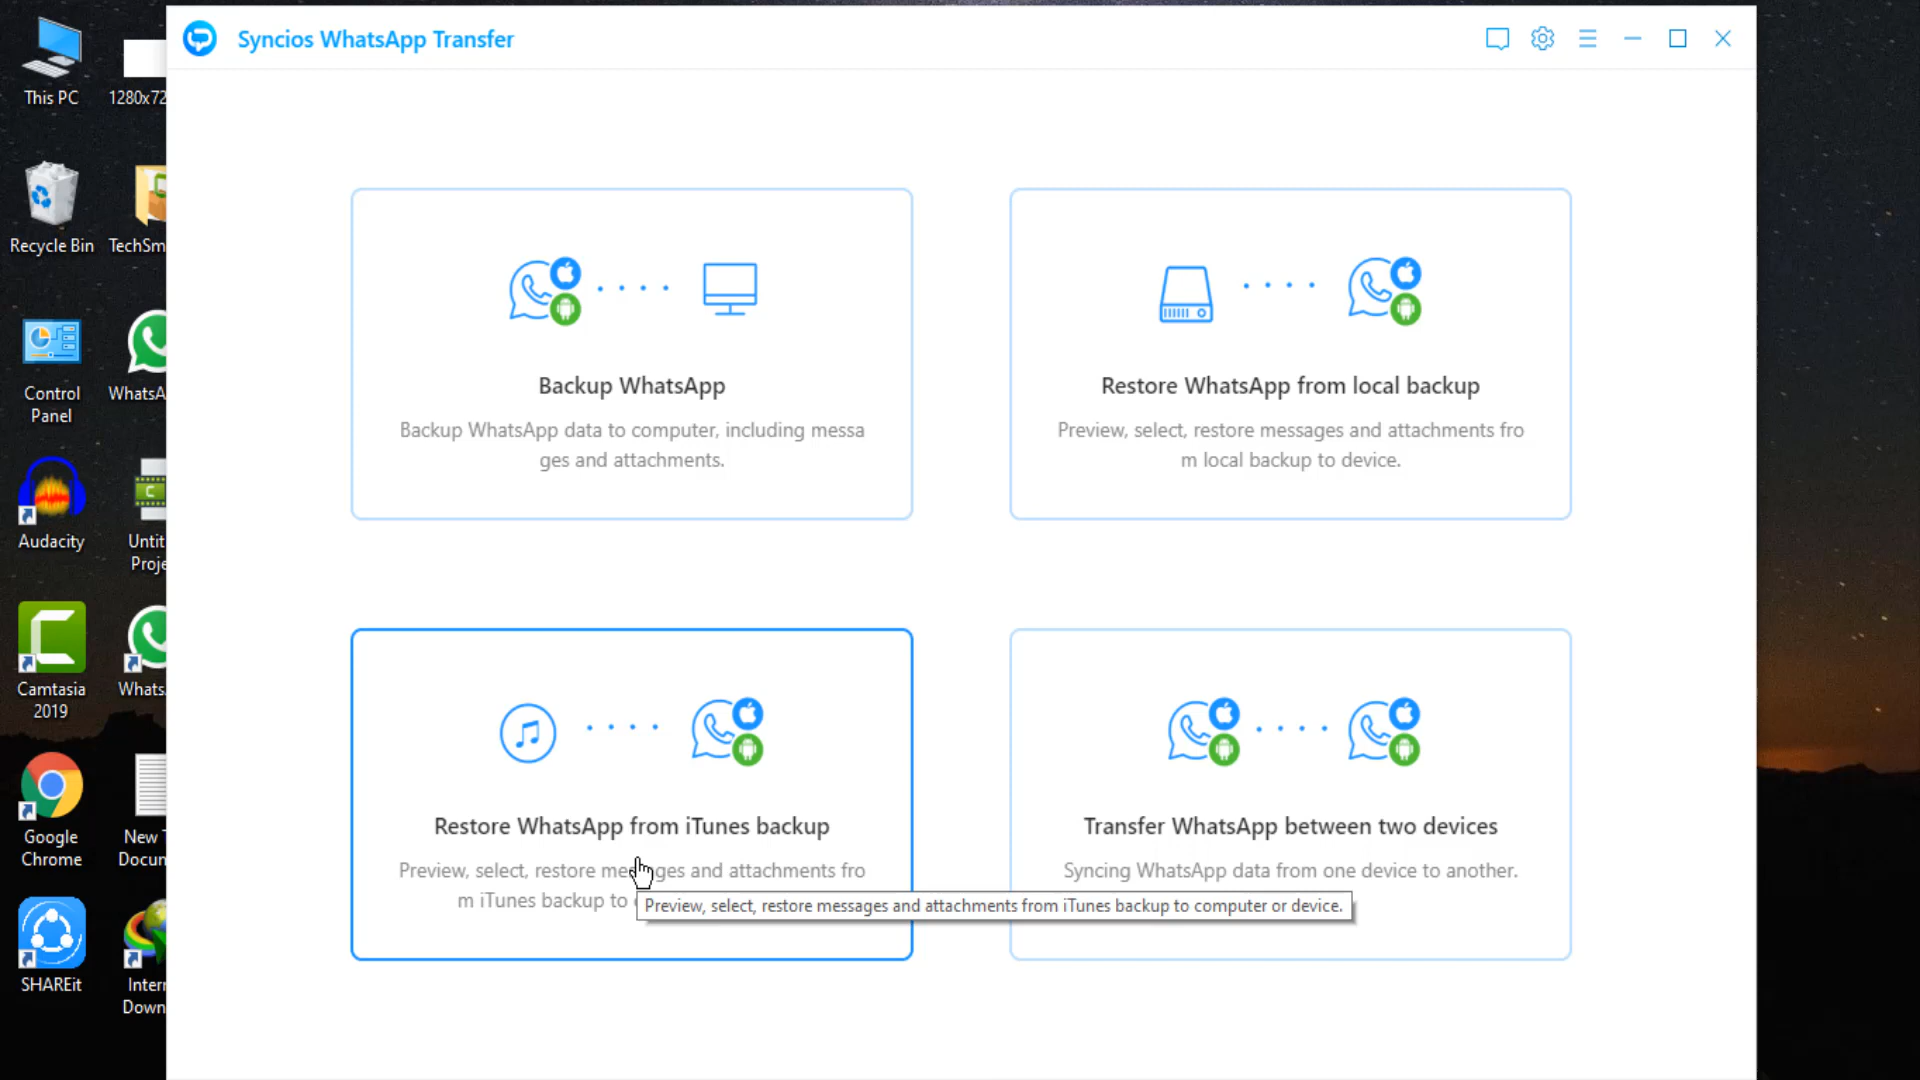 Syncios WhatsApp Transfer
This PC
1280x72
Recycle Bin
TechSm
Control
Panel
WhatsA
Audacity
Untit
Proje
Camtasia
2019
Whats
Google
Chrome
New T
Docum
SHAREit
Intern
Down
Backup WhatsApp
Backup WhatsApp data to computer, including messa
ges and attachments.
Restore WhatsApp from local backup
Preview, select, restore messages and attachments fro
m local backup to device.
Restore WhatsApp from iTunes backup
Preview, select, restore messages and attachments fro
m iTunes backup to
Preview, select, restore messages and attachments from iTunes backup to computer or device.
Transfer WhatsApp between two devices
Syncing WhatsApp data from one device to another.